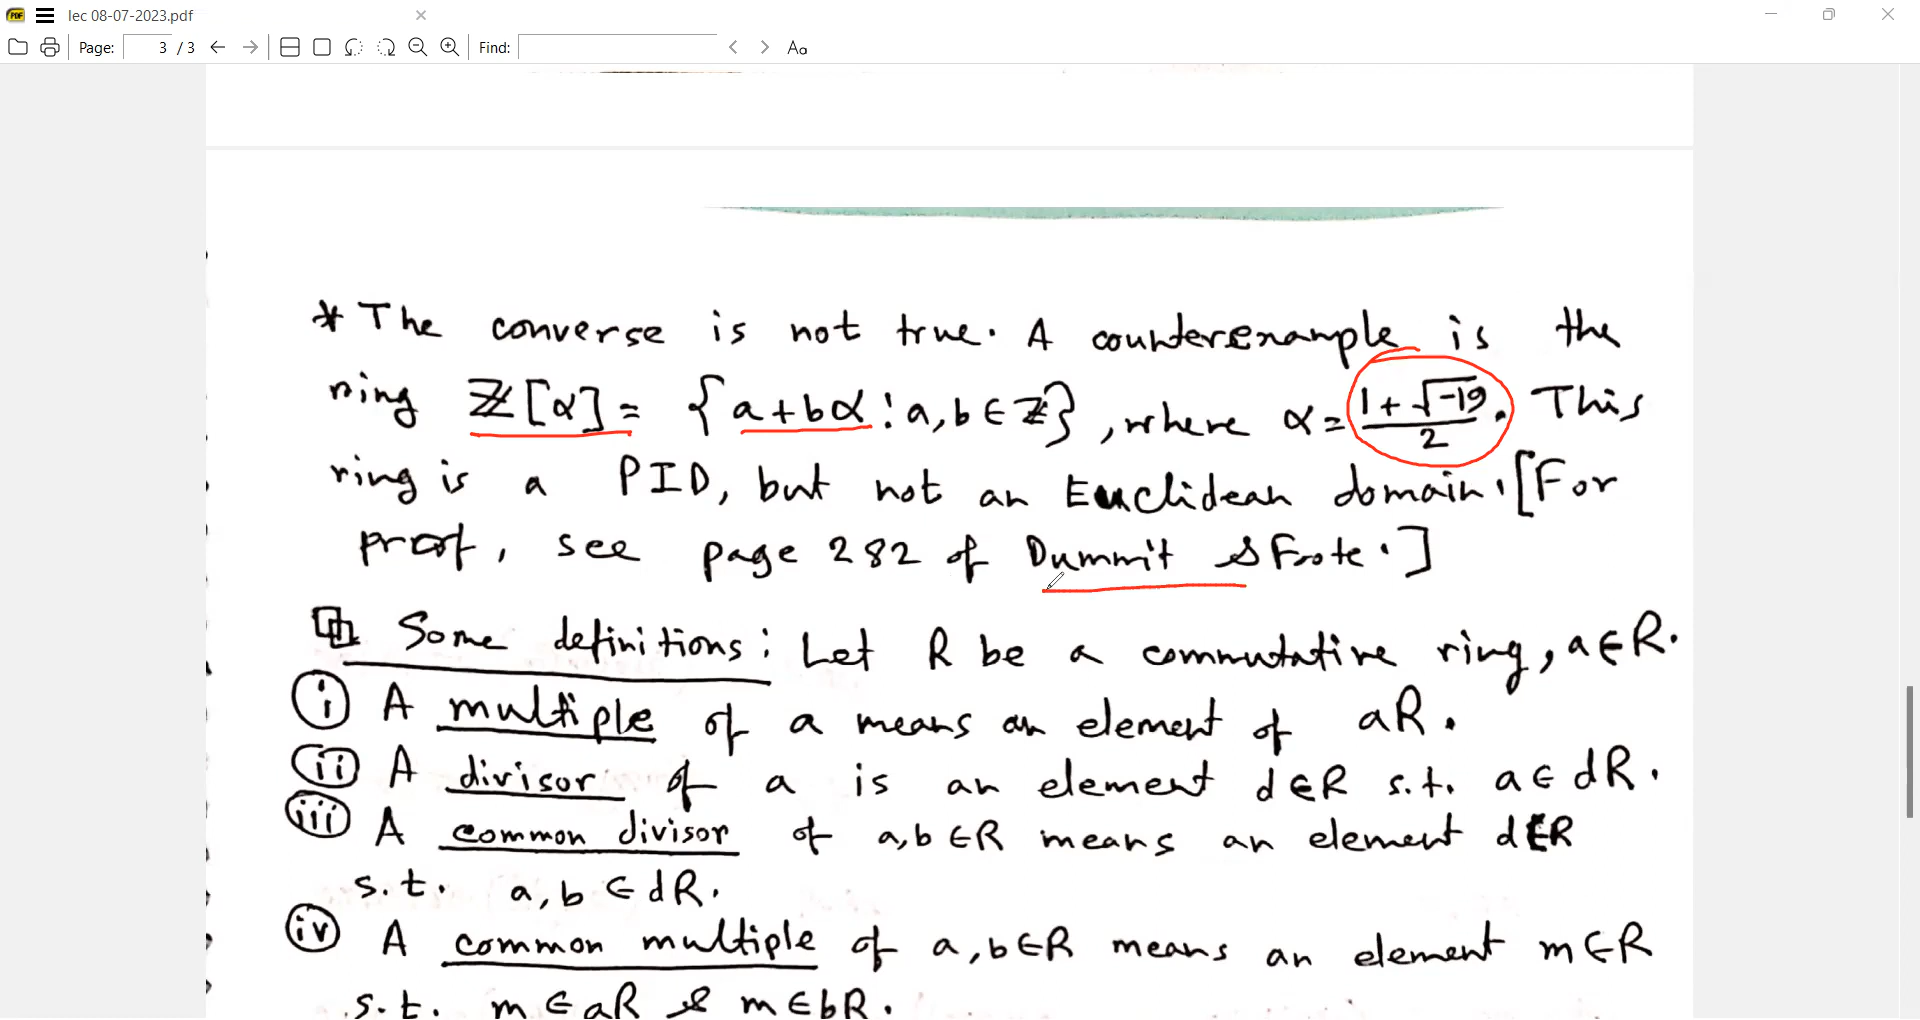 lec 08-07-2023.pdf
Page: 3 / 3 Find: Aa
* The converse is not true. A counterexample is the
ring ℤ[α] = {a+bα : a,b ∈ ℤ}, where α = (1+√-19)/2. This
ring is a PID, but not an Euclidean domain. [For
proof, see page 282 of Dummit & Foote.]
Some definitions: Let R be a commutative ring, a∈R.
(i) A multiple of a means an element of aR.
(ii) A divisor of a is an element d∈R s.t. a∈dR.
(iii) A common divisor of a,b∈R means an element d∈R
s.t. a,b∈dR.
(iv) A common multiple of a,b∈R means an element m∈R
s.t. m∈aR & m∈bR.